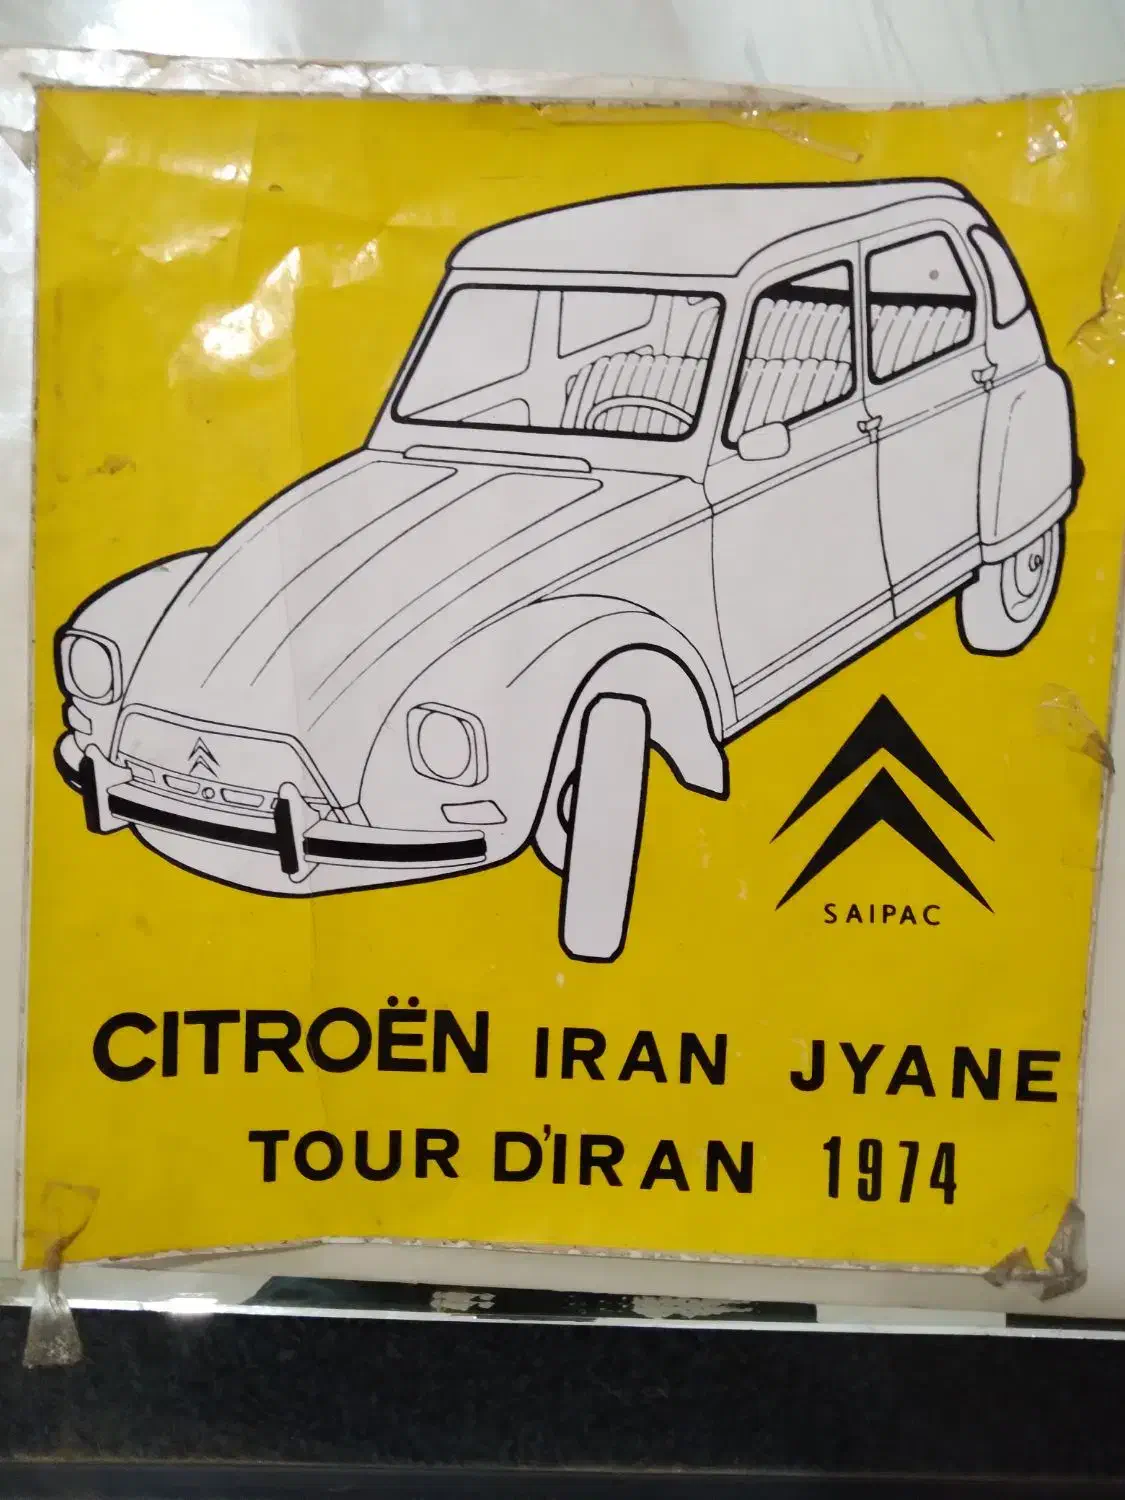 SAIPAC
CITROËN IRAN JYANE
TOUR D'IRAN 1974